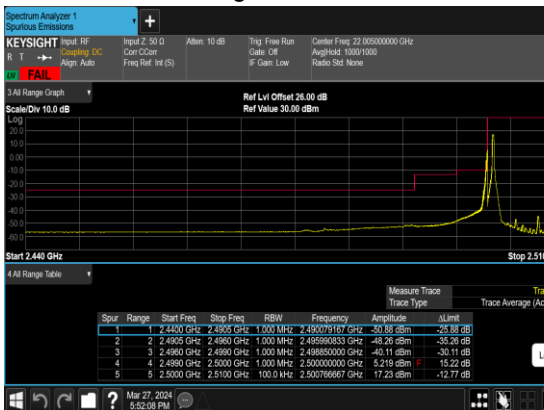 Spectrum Analyzer 1
Spurious Emissions
+
KEYSIGHT Input: RF Input Z: 50 Ω Atten: 10 dB Trig: Free Run Center Freq: 22.005000000 GHz
R T Coupling: DC Corr CCorr Gate: Off Avg|Hold: 1000/1000
Align: Auto Freq Ref: Int (S) IF Gain: Low Radio Std: None
LV FAIL
3 All Range Graph
Ref Lvl Offset 26.00 dB
Scale/Div 10.0 dB Ref Value 30.00 dBm
Log
20.0
10.0
0.00
-10.0
-20.0
-30.0
-40.0
-50.0
-60.0
Start 2.440 GHz Stop 2.510
4 All Range Table
Measure Trace Tra
Trace Type Trace Average (Ac
Spur Range Start Freq Stop Freq RBW Frequency Amplitude ΔLimit
1 1 2.4400 GHz 2.4905 GHz 1.000 MHz 2.490079167 GHz -50.88 dBm -25.88 dB
2 2 2.4905 GHz 2.4960 GHz 1.000 MHz 2.495990833 GHz -48.26 dBm -35.26 dB
3 3 2.4960 GHz 2.4990 GHz 1.000 MHz 2.498850000 GHz -40.11 dBm -30.11 dB
4 4 2.4990 GHz 2.5000 GHz 1.000 MHz 2.500000000 GHz 5.219 dBm F 15.22 dB
5 5 2.5000 GHz 2.5100 GHz 100.0 kHz 2.500766667 GHz 17.23 dBm -12.77 dB
Lo
? Mar 27, 2024
5:52:08 PM